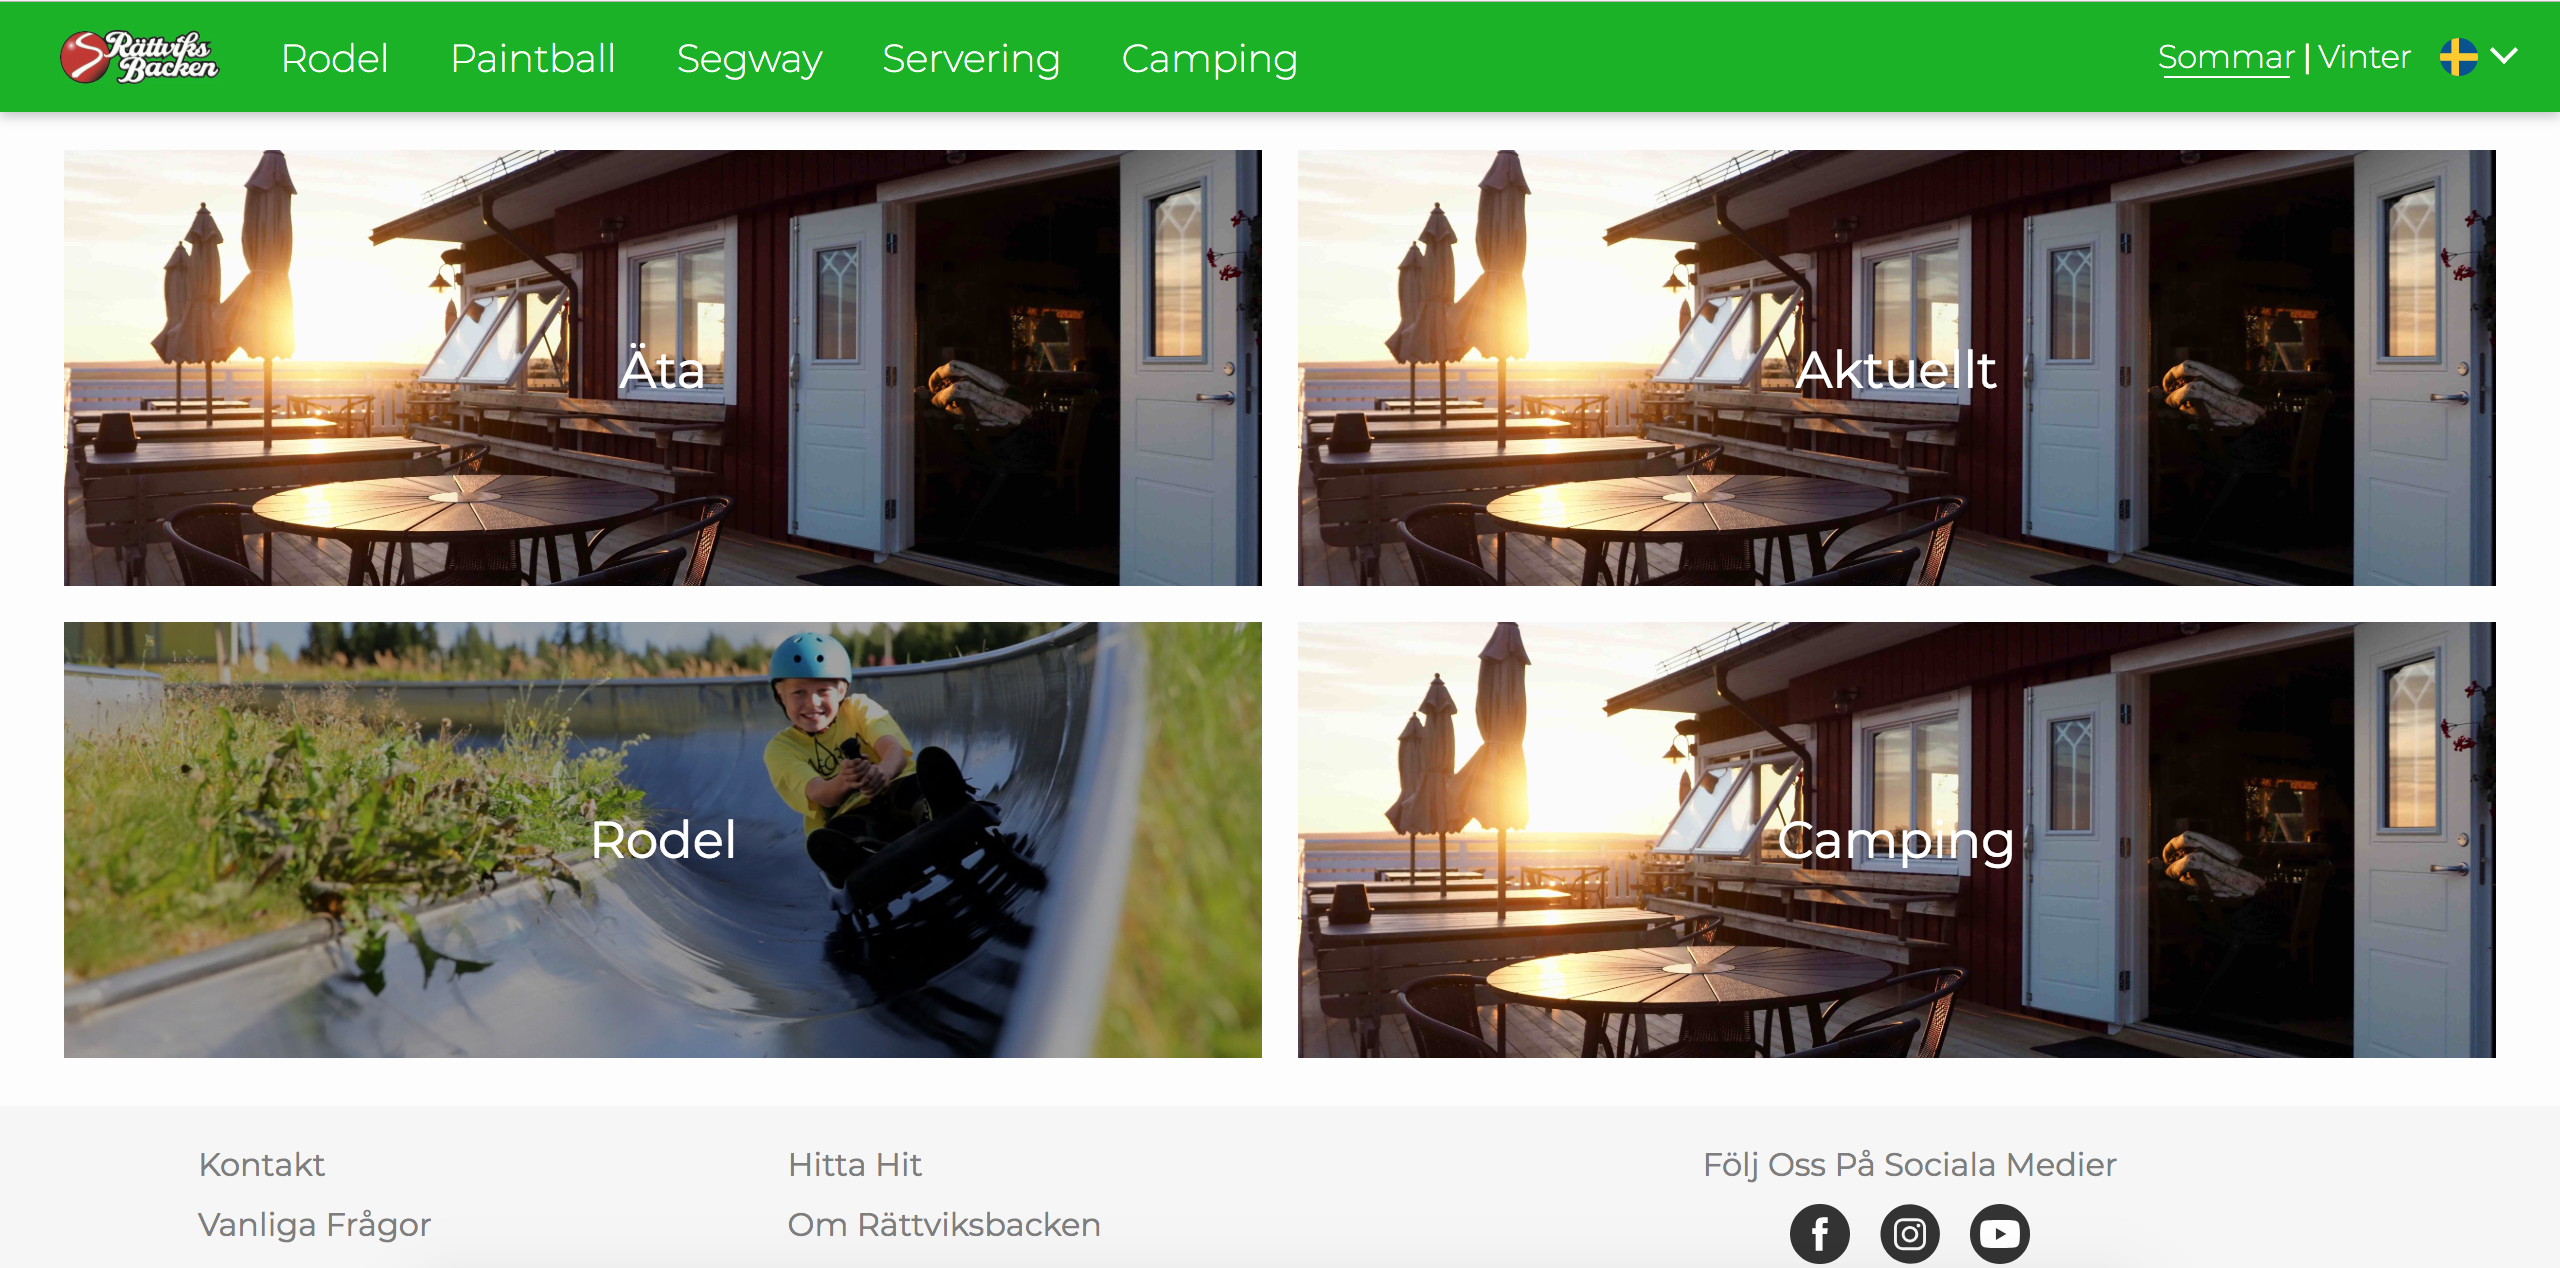 Rättviks
Backen
Rodel
Paintball
Segway
Servering
Camping
Sommar | Vinter
Äta
Aktuellt
Rodel
Camping
Kontakt
Hitta Hit
Följ Oss På Sociala Medier
Vanliga Frågor
Om Rättviksbacken